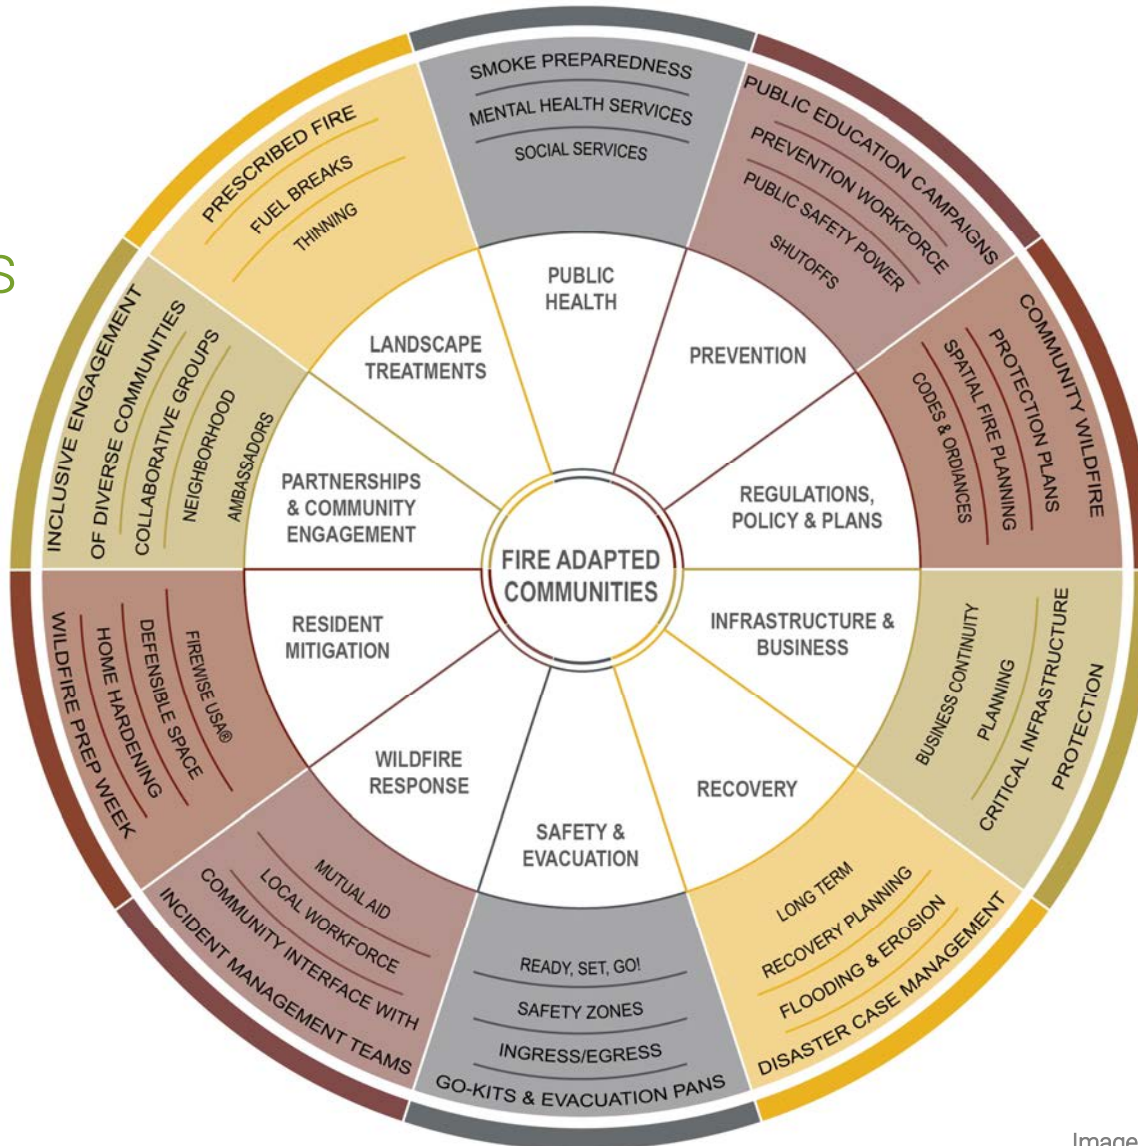 S
FIRE ADAPTED
COMMUNITIES
PUBLIC
HEALTH
SMOKE PREPAREDNESS
MENTAL HEALTH SERVICES
SOCIAL SERVICES
PREVENTION
PUBLIC EDUCATION CAMPAIGNS
PREVENTION WORKFORCE
PUBLIC SAFETY POWER
SHUTOFFS
REGULATIONS,
POLICY & PLANS
COMMUNITY WILDFIRE
PROTECTION PLANS
SPATIAL FIRE PLANNING
CODES & ORDIANCES
INFRASTRUCTURE &
BUSINESS
BUSINESS CONTINUITY
PLANNING
CRITICAL INFRASTRUCTURE
PROTECTION
RECOVERY
LONG TERM
RECOVERY PLANNING
FLOODING & EROSION
DISASTER CASE MANAGEMENT
SAFETY &
EVACUATION
READY, SET, GO!
SAFETY ZONES
INGRESS/EGRESS
GO-KITS & EVACUATION PANS
WILDFIRE
RESPONSE
MUTUAL AID
LOCAL WORKFORCE
COMMUNITY INTERFACE WITH
INCIDENT MANAGEMENT TEAMS
RESIDENT
MITIGATION
FIREWISE USA®
DEFENSIBLE SPACE
HOME HARDENING
WILDFIRE PREP WEEK
PARTNERSHIPS
& COMMUNITY
ENGAGEMENT
INCLUSIVE ENGAGEMENT
OF DIVERSE COMMUNITIES
COLLABORATIVE GROUPS
NEIGHBORHOOD
AMBASSADORS
LANDSCAPE
TREATMENTS
PRESCRIBED FIRE
FUEL BREAKS
THINNING
Image